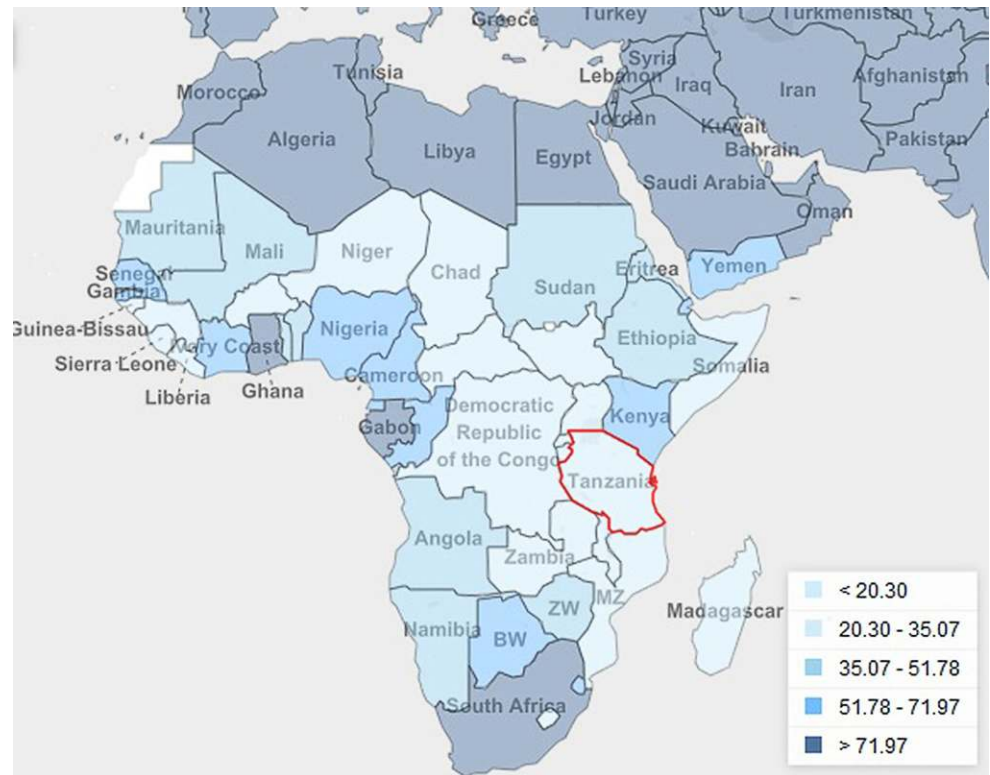 Greece
Turkey
Turkmenistan
Tunisia
Syria
Lebanon
Afghanistan
Morocco
Iraq
Iran
Jordan
Algeria
Kuwait
Pakistan
Libya
Egypt
Bahrain
Saudi Arabia
Oman
Mauritania
Mali
Niger
Chad
Eritrea
Yemen
Senegal
Gambia
Sudan
Guinea-Bissau
Nigeria
Ethiopia
Ivory Coast
Sierra Leone
Somalia
Cameroon
Liberia
Ghana
Democratic
Republic
of the Congo
Gabon
Kenya
Tanzania
Angola
Zambia
MZ
ZW
Madagascar
Namibia
BW
South Africa
< 20.30
20.30 - 35.07
35.07 - 51.78
51.78 - 71.97
> 71.97